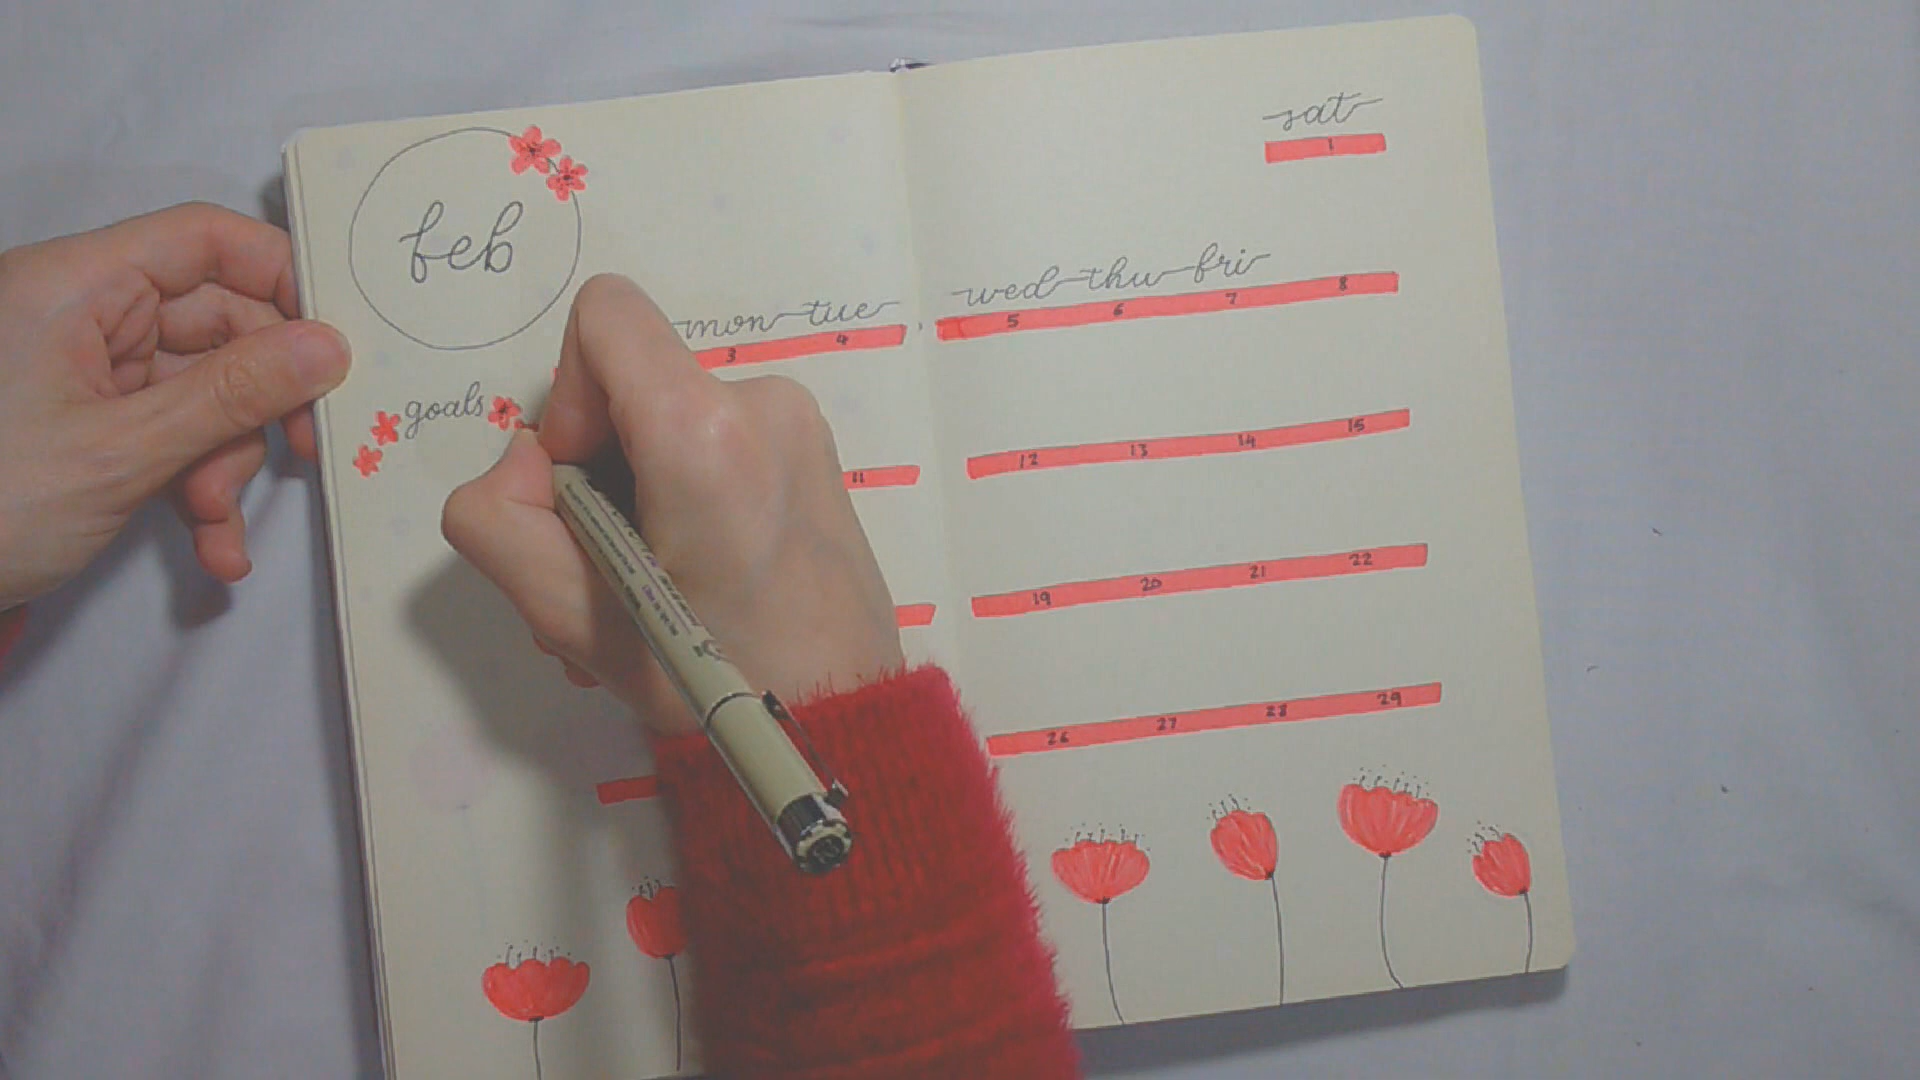 feb
sat
1
mon tue wed thu fri
3 4 5 6 7 8
goals
11 12 13 14 15
19 20 21 22
26 27 28 29